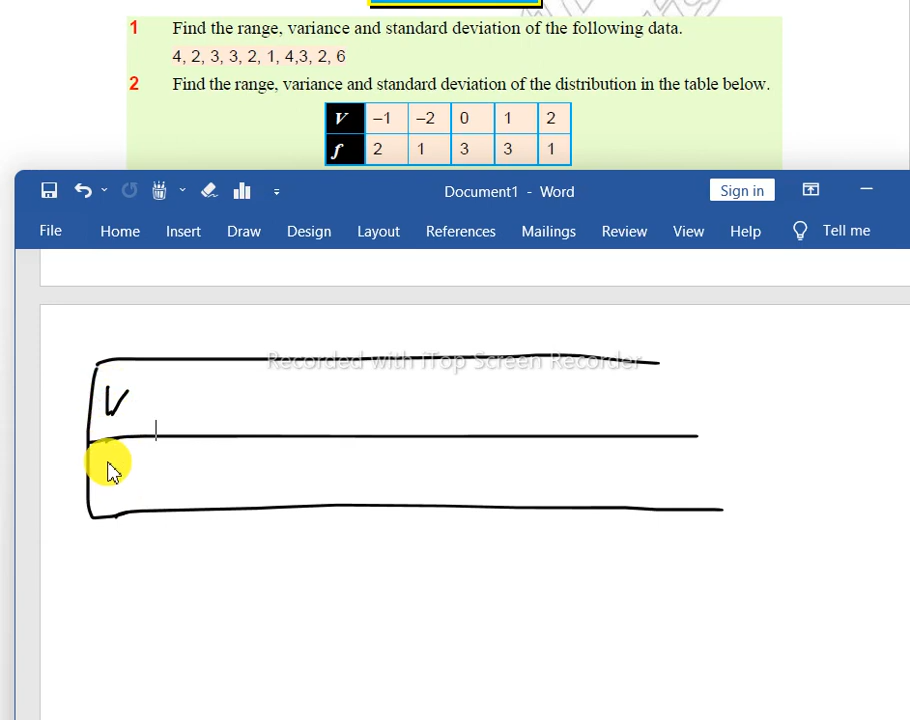 1 Find the range, variance and standard deviation of the following data.
4, 2, 3, 3, 2, 1, 4,3, 2, 6
2 Find the range, variance and standard deviation of the distribution in the table below.
V –1 –2 0 1 2
f 2 1 3 3 1
Document1 - Word Sign in
File Home Insert Draw Design Layout References Mailings Review View Help Tell me
Recorded with iTop Screen Recorder
V